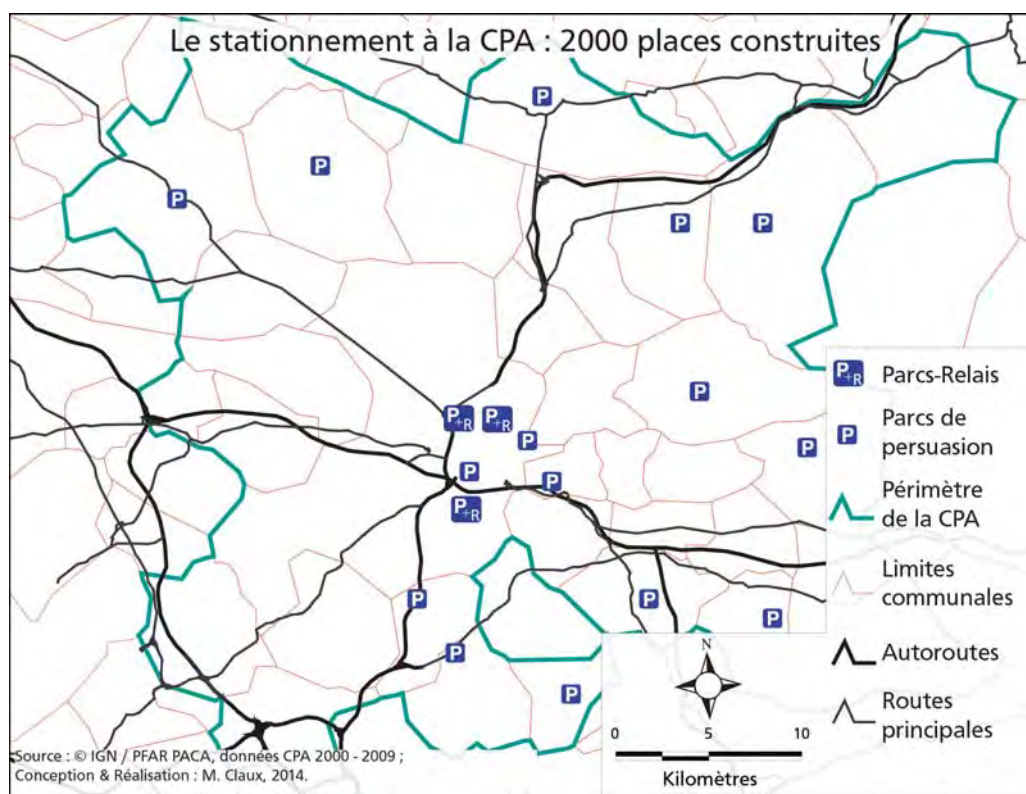 Le stationnement à la CPA : 2000 places construites
P
P
P
P
P
P
P+R
P+R
P
P
P
P
P+R
P
P
P
P
P
P+R Parcs-Relais
P Parcs de
persuasion
Périmètre
de la CPA
Limites
communales
Autoroutes
Routes
principales
N
0 5 10
Kilomètres
Source : © IGN / PFAR PACA, données CPA 2000 - 2009 ;
Conception & Réalisation : M. Claux, 2014.